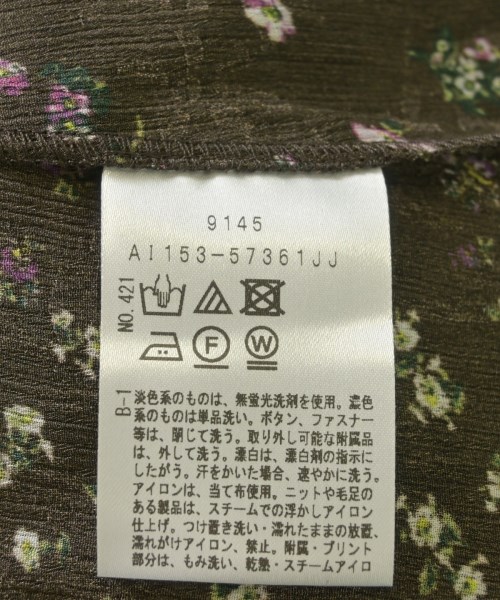 9145
AI153-57361JJ
NO.421
F
W
B-1
淡色系のものは、無蛍光洗剤を使用。濃色
系のものは単品洗い。ボタン、ファスナー
等は、閉じて洗う。取り外し可能な附属品
は、外して洗う。漂白は、漂白剤の指示に
したがう。汗をかいた場合、速やかに洗う。
アイロンは、当て布使用。ニットや毛足の
ある製品は、スチームでの浮かしアイロン
仕上げ。つけ置き洗い・濡れたままの放置、
濡れがけアイロン、禁止。附属・プリント
部分は、もみ洗い、乾熱・スチームアイロ